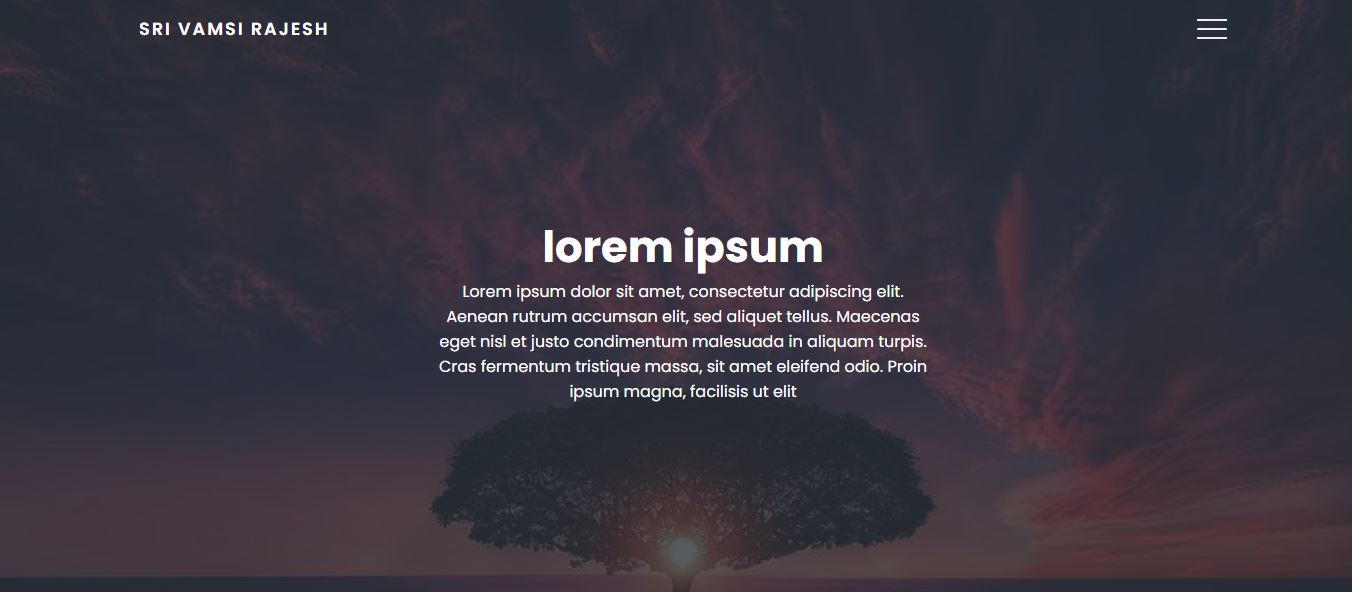 SRI VAMSI RAJESH
lorem ipsum
Lorem ipsum dolor sit amet, consectetur adipiscing elit.
Aenean rutrum accumsan elit, sed aliquet tellus. Maecenas
eget nisl et justo condimentum malesuada in aliquam turpis.
Cras fermentum tristique massa, sit amet eleifend odio. Proin
ipsum magna, facilisis ut elit